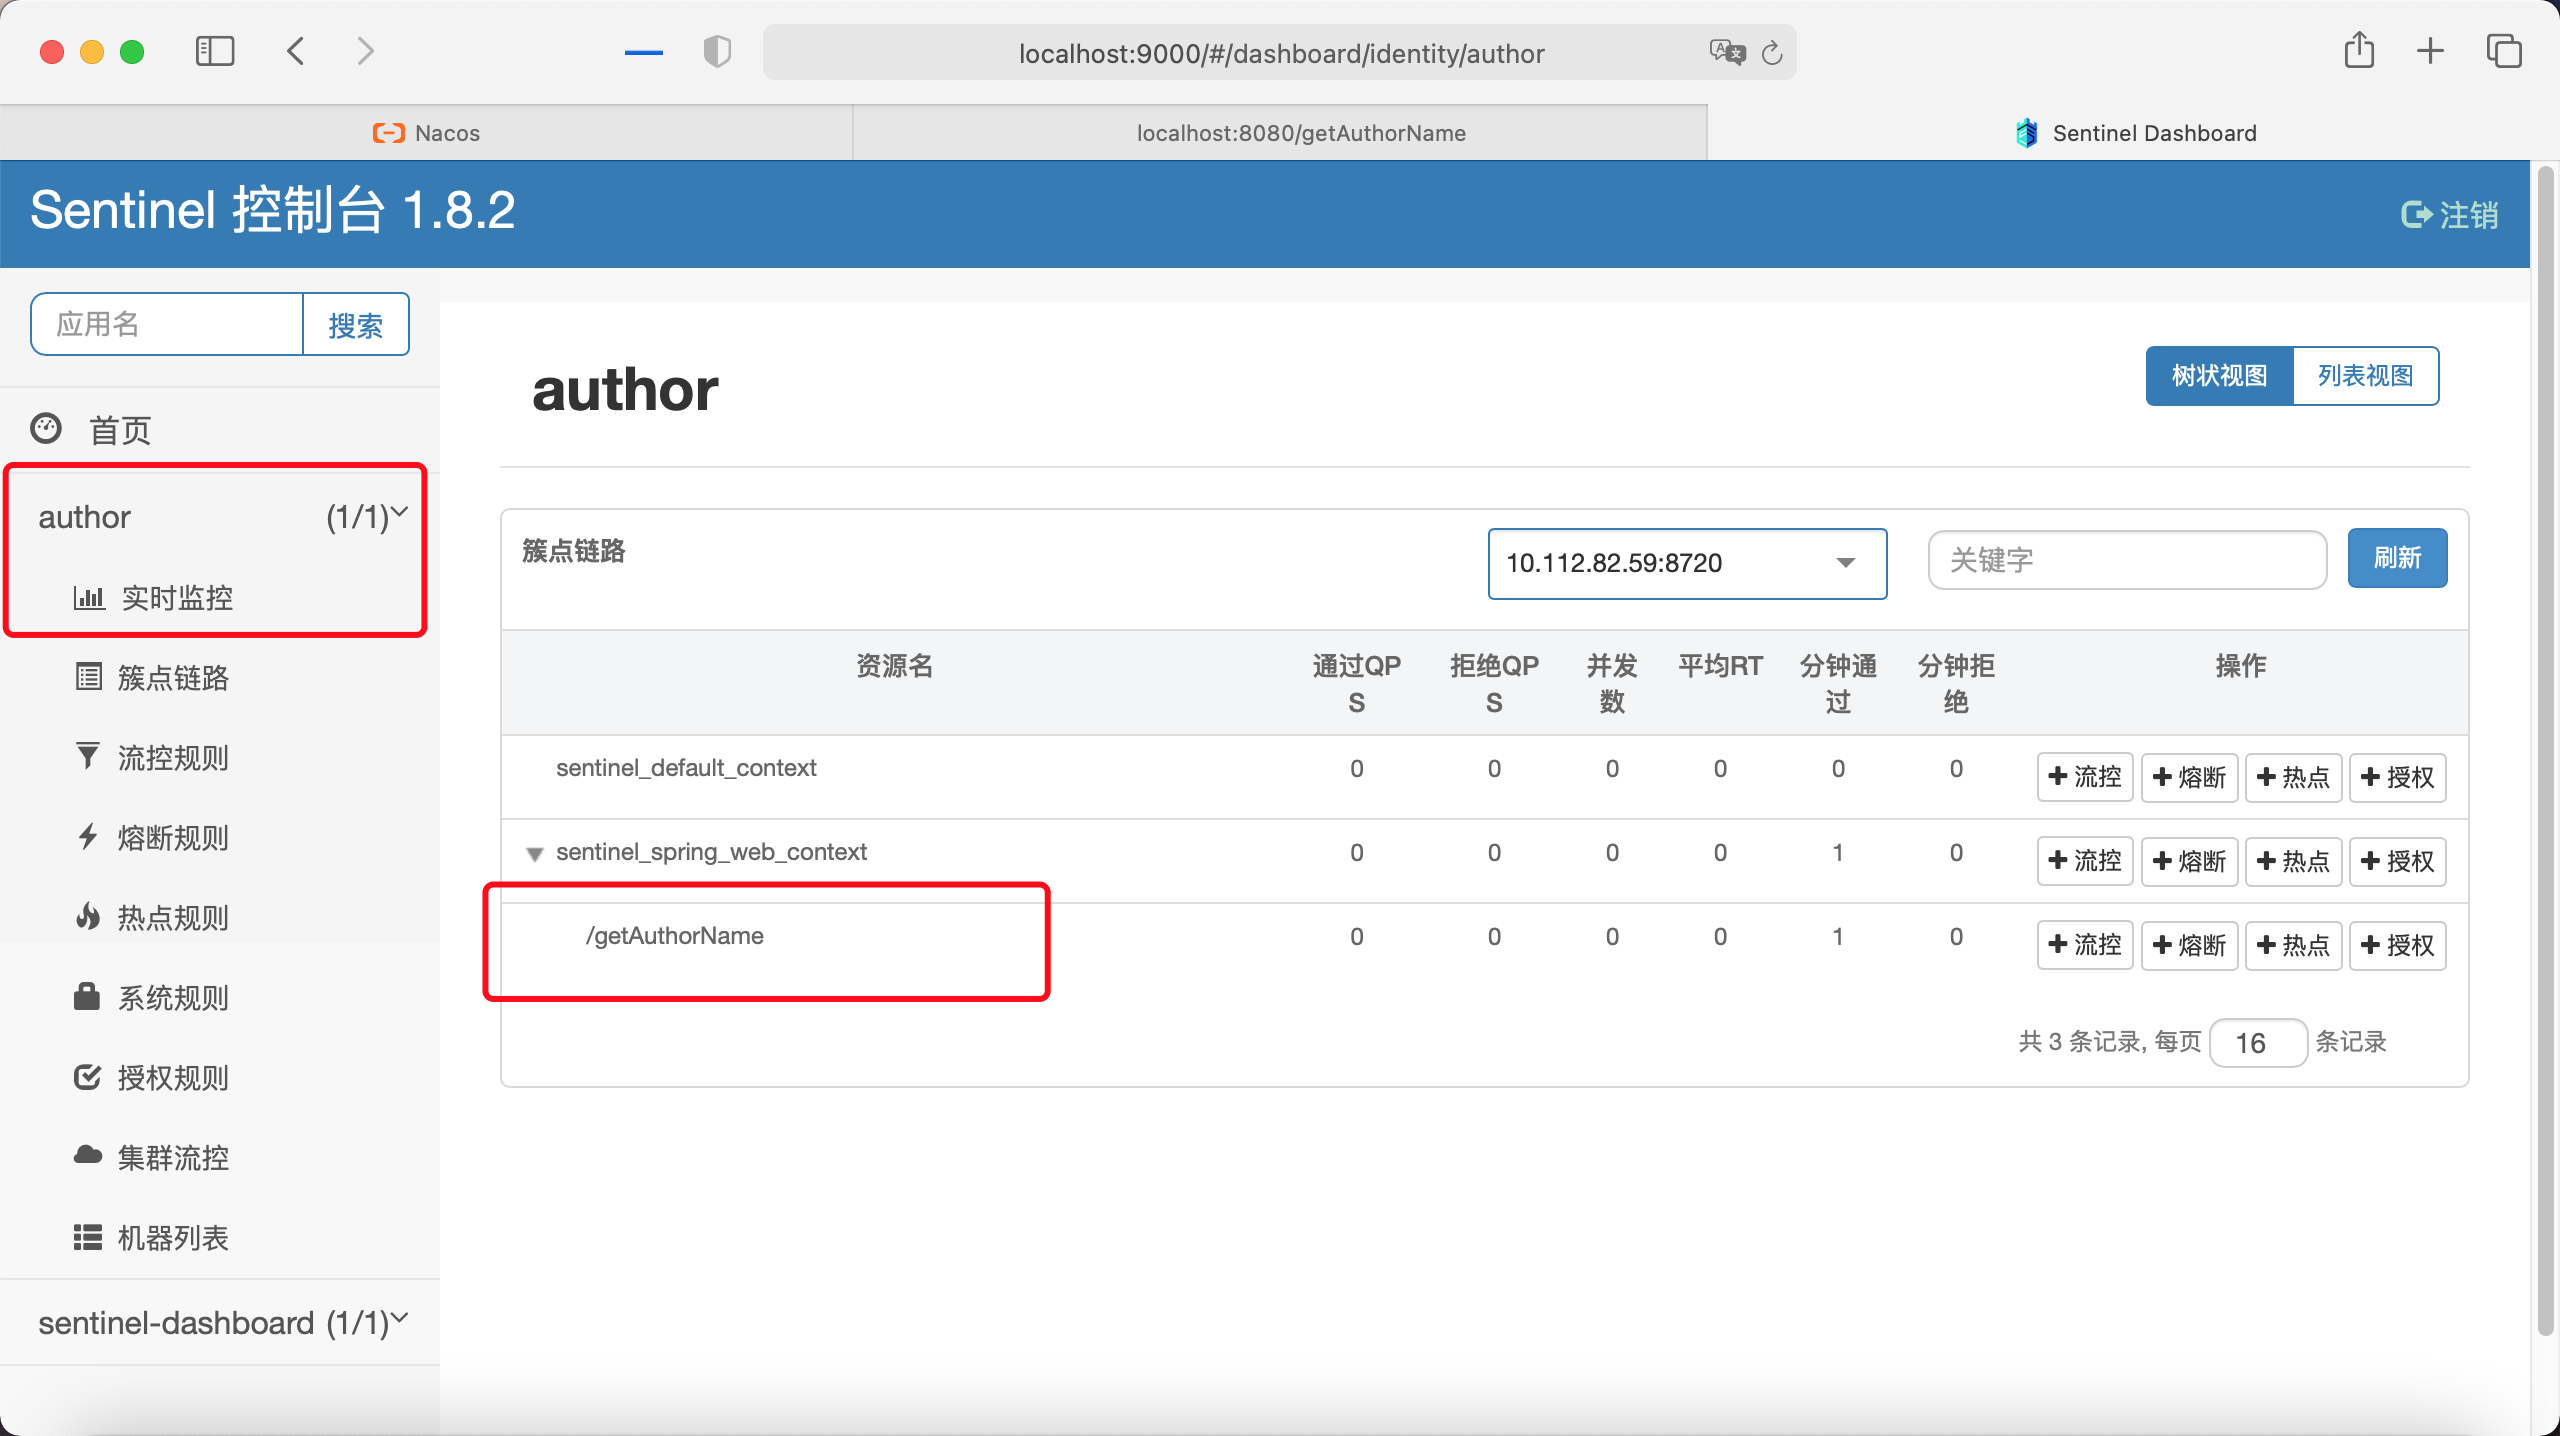 localhost:9000/#/dashboard/identity/author
Nacos
localhost:8080/getAuthorName
Sentinel Dashboard
Sentinel 控制台 1.8.2
注销
应用名
搜索
首页
author (1/1)
实时监控
簇点链路
流控规则
熔断规则
热点规则
系统规则
授权规则
集群流控
机器列表
sentinel-dashboard (1/1)
author
树状视图 列表视图
簇点链路
10.112.82.59:8720
关键字
刷新
资源名 通过QPS 拒绝QPS 并发数 平均RT 分钟通过 分钟拒绝 操作
sentinel_default_context 0 0 0 0 0 0 流控 熔断 热点 授权
sentinel_spring_web_context 0 0 0 0 1 0 流控 熔断 热点 授权
/getAuthorName 0 0 0 0 1 0 流控 熔断 热点 授权
共 3 条记录, 每页 16 条记录